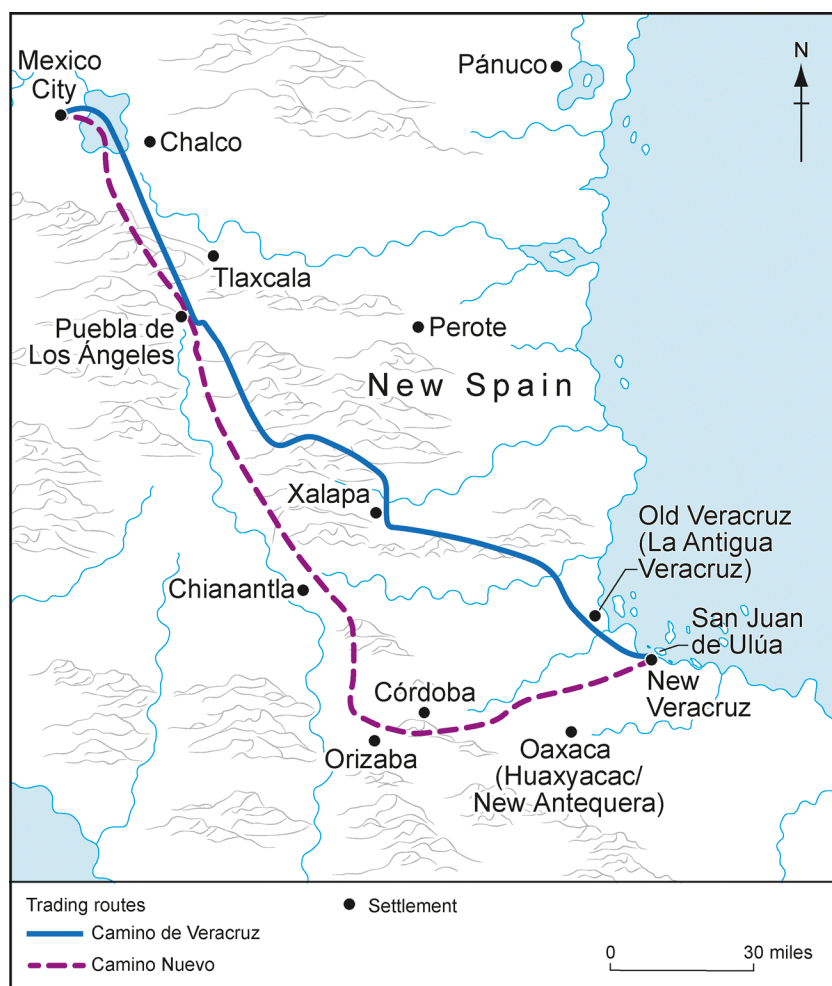 Mexico
City
Pánuco
N
Chalco
Tlaxcala
Puebla de
Los Ángeles
Perote
New Spain
Xalapa
Old Veracruz
(La Antigua
Veracruz)
Chianantla
San Juan
de Ulúa
New
Veracruz
Córdoba
Orizaba
Oaxaca
(Huaxyacac/
New Antequera)
Trading routes
Settlement
Camino de Veracruz
Camino Nuevo
0 30 miles